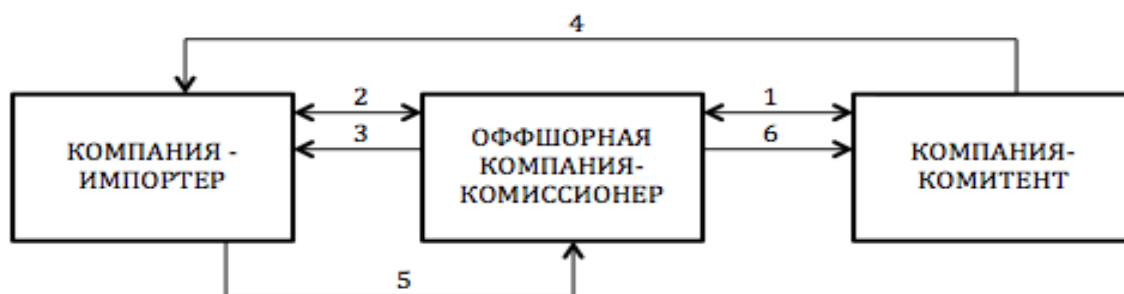 4
2
1
3
6
КОМПАНИЯ -
ИМПОРТЕР
ОФФШОРНАЯ
КОМПАНИЯ-
КОМИССИОНЕР
КОМПАНИЯ-
КОМИТЕНТ
5